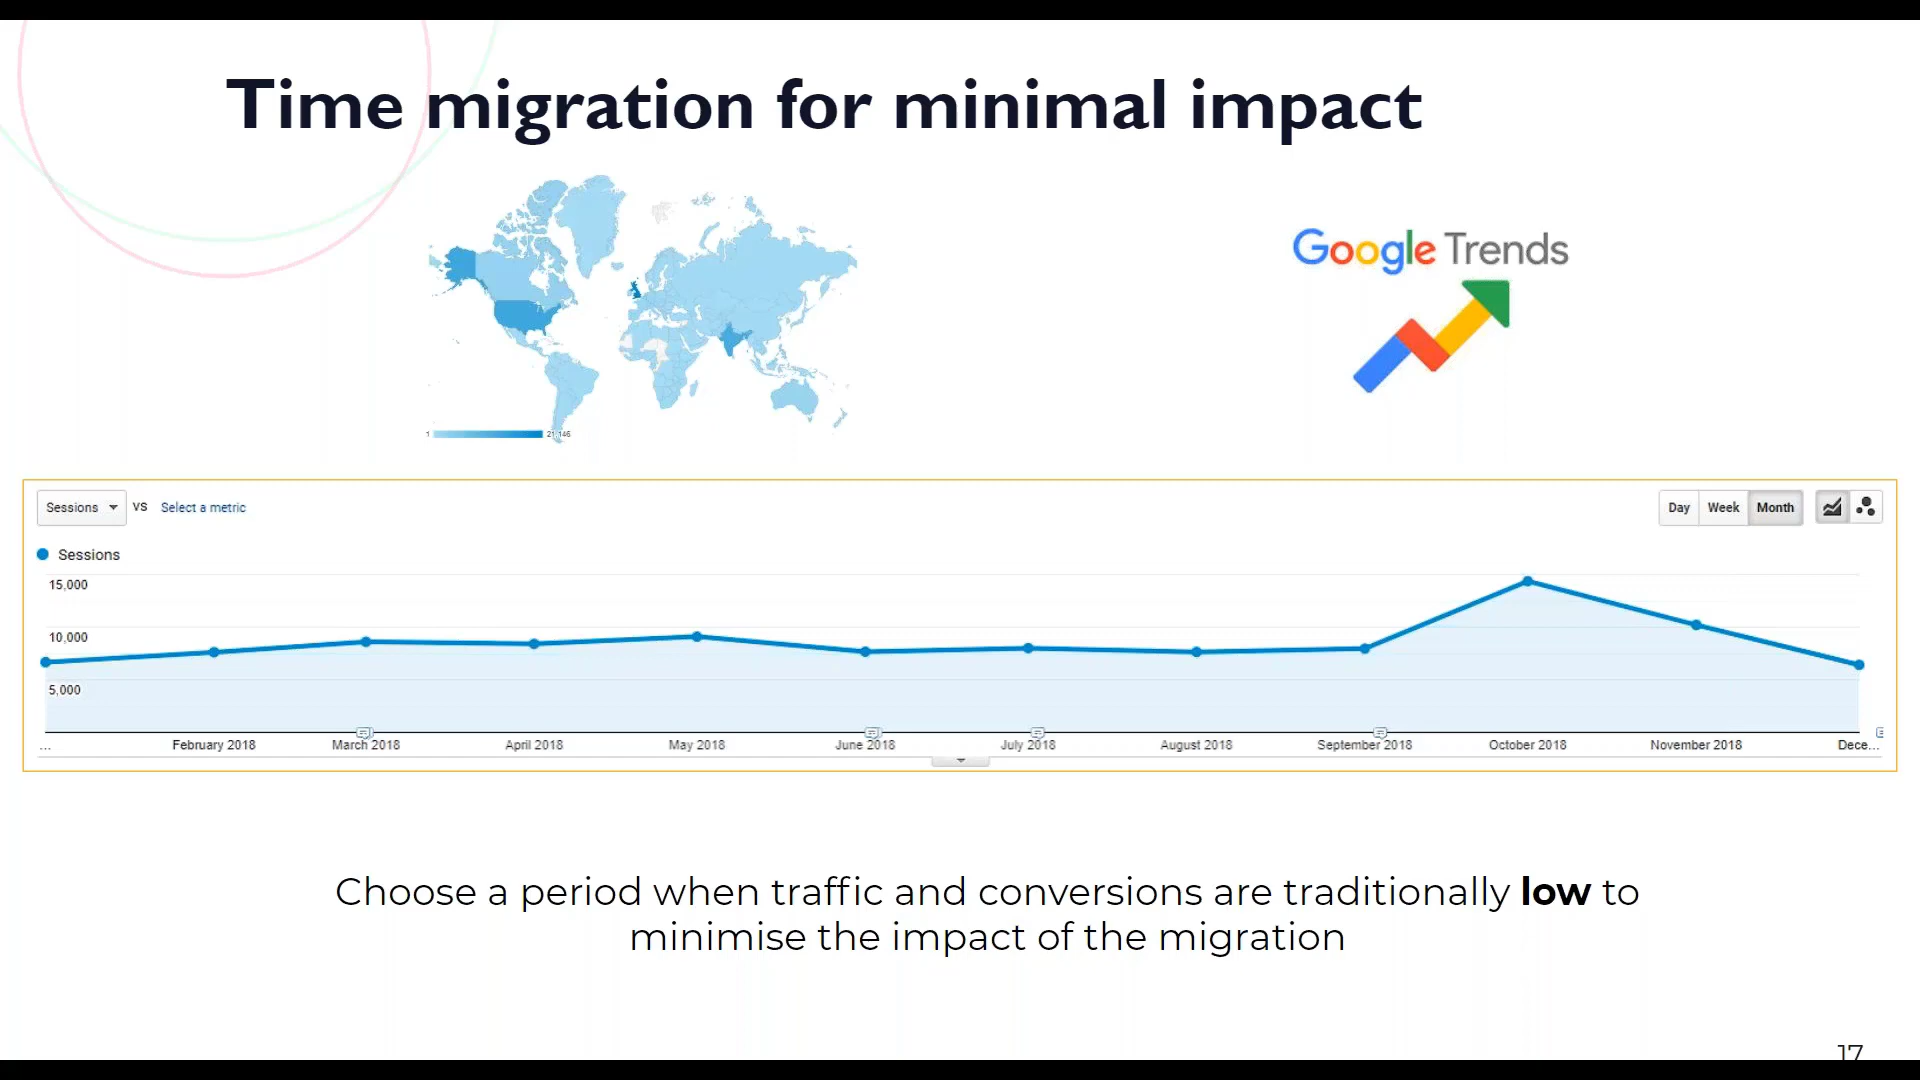 Time migration for minimal impact
Google Trends
1 21,146
Sessions vs Select a metric
Day Week Month
Sessions
15,000
10,000
5,000
... February 2018 March 2018 April 2018 May 2018 June 2018 July 2018 August 2018 September 2018 October 2018 November 2018 Dece...
Choose a period when traffic and conversions are traditionally low to
minimise the impact of the migration
17